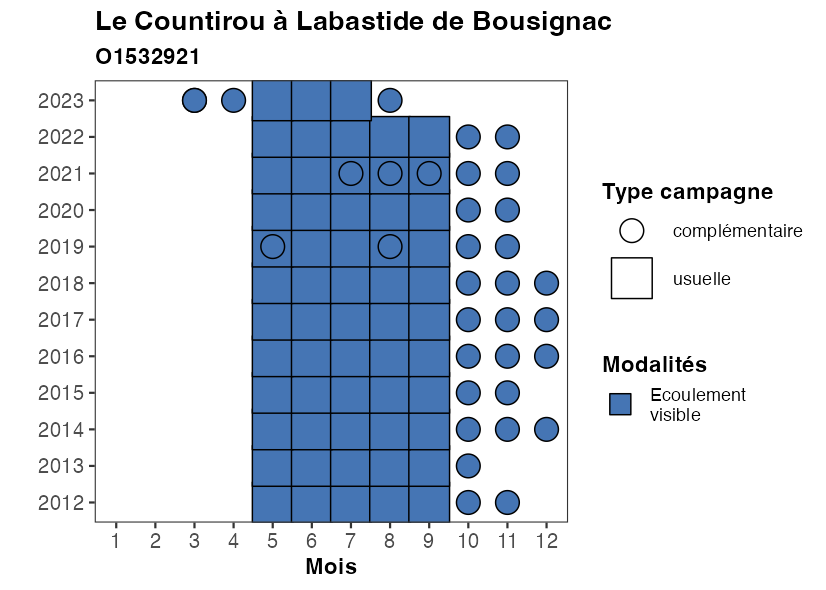 Le Countirou à Labastide de Bousignac
O1532921
2023
2022
2021
2020
2019
2018
2017
2016
2015
2014
2013
2012
1 2 3 4 5 6 7 8 9 10 11 12
Mois
Type campagne
complémentaire
usuelle
Modalités
Ecoulement
visible